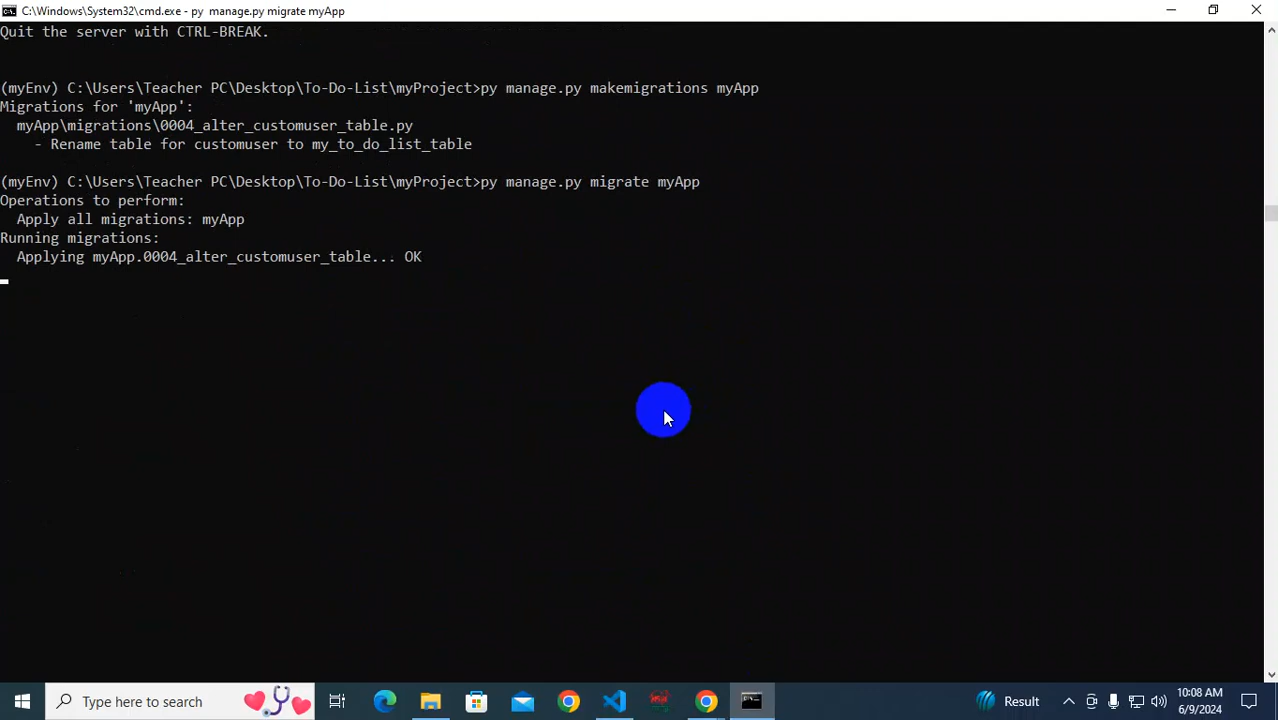 C:\Windows\System32\cmd.exe - py  manage.py migrate myApp
Quit the server with CTRL-BREAK.
(myEnv) C:\Users\Teacher PC\Desktop\To-Do-List\myProject>py manage.py makemigrations myApp
Migrations for 'myApp':
  myApp\migrations\0004_alter_customuser_table.py
    - Rename table for customuser to my_to_do_list_table
(myEnv) C:\Users\Teacher PC\Desktop\To-Do-List\myProject>py manage.py migrate myApp
Operations to perform:
  Apply all migrations: myApp
Running migrations:
  Applying myApp.0004_alter_customuser_table... OK
Type here to search
Result
10:08 AM
6/9/2024